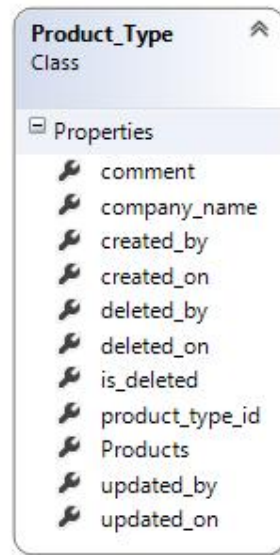 Product_Type
Class
Properties
comment
company_name
created_by
created_on
deleted_by
deleted_on
is_deleted
product_type_id
Products
updated_by
updated_on